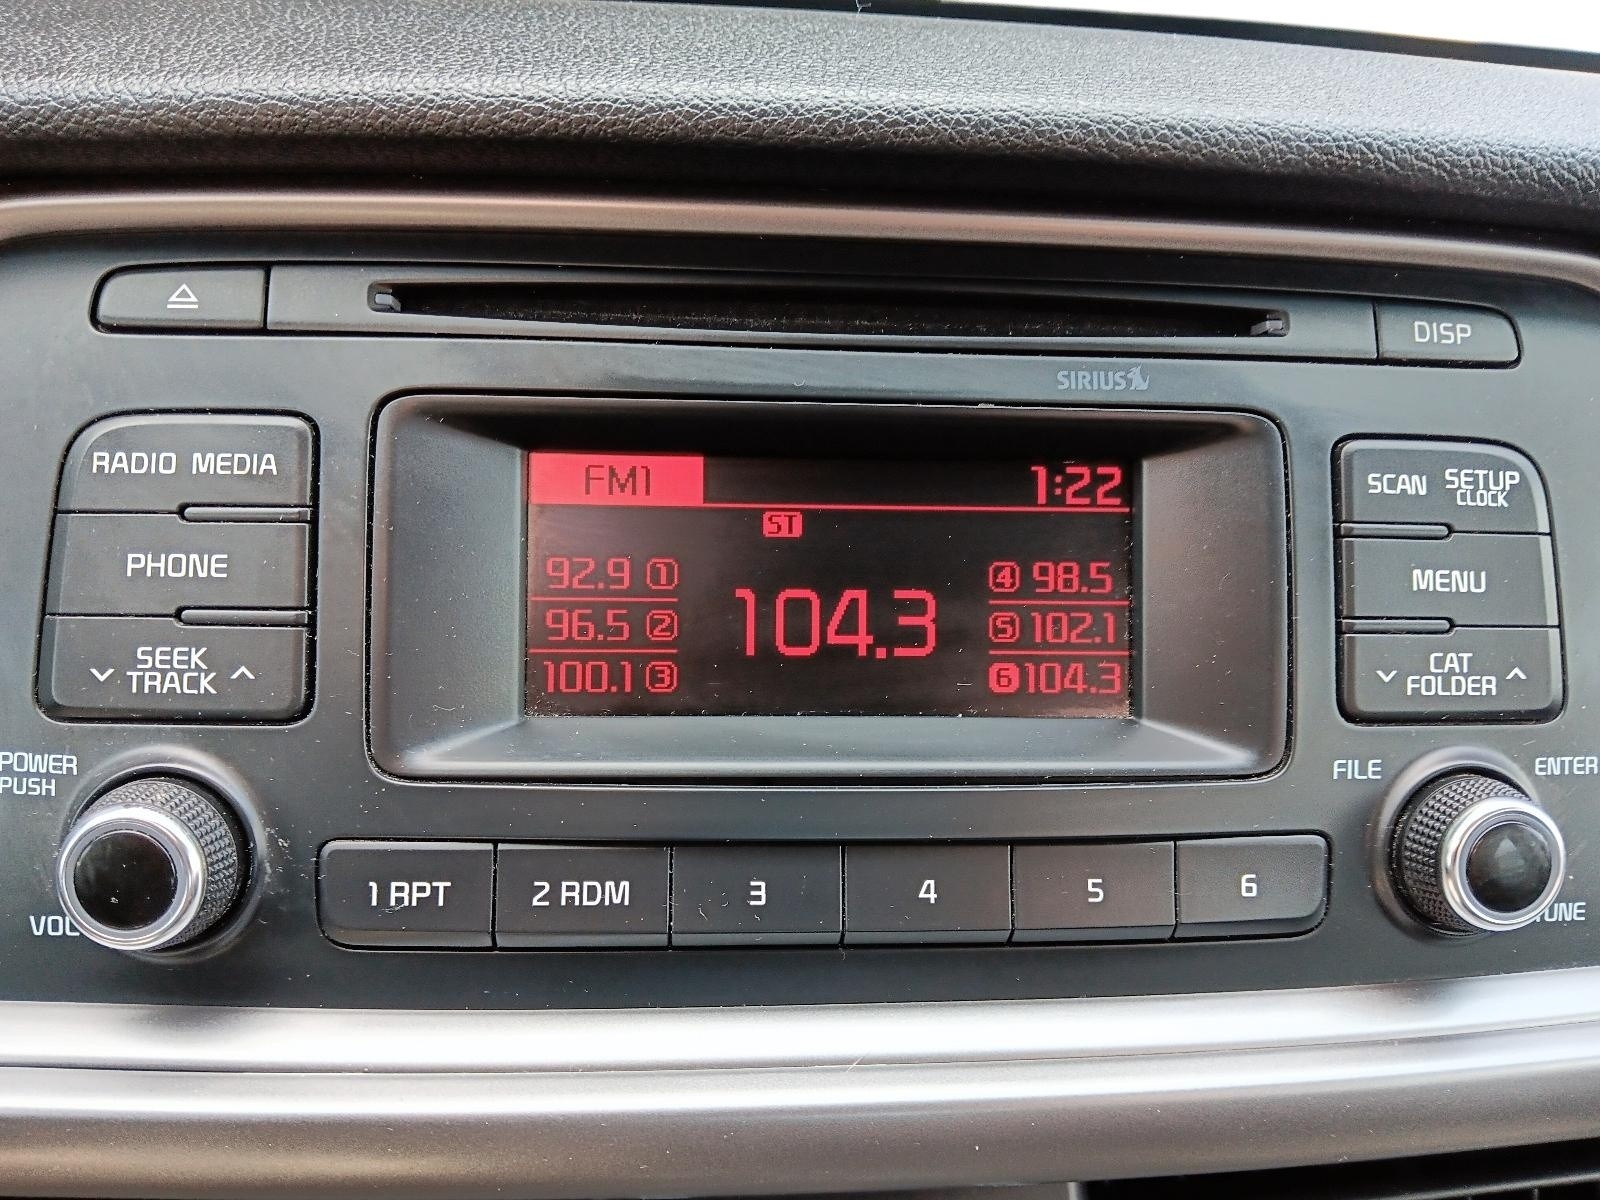 DISP
SIRIUS
RADIO MEDIA
PHONE
SEEK
TRACK
FM1 1:22
ST
92.9 1
96.5 2
100.1 3
104.3
4 98.5
5 102.1
6 104.3
SCAN SETUP
CLOCK
MENU
CAT
FOLDER
POWER
PUSH
VOL
FILE
ENTER
TUNE
1 RPT 2 RDM 3 4 5 6